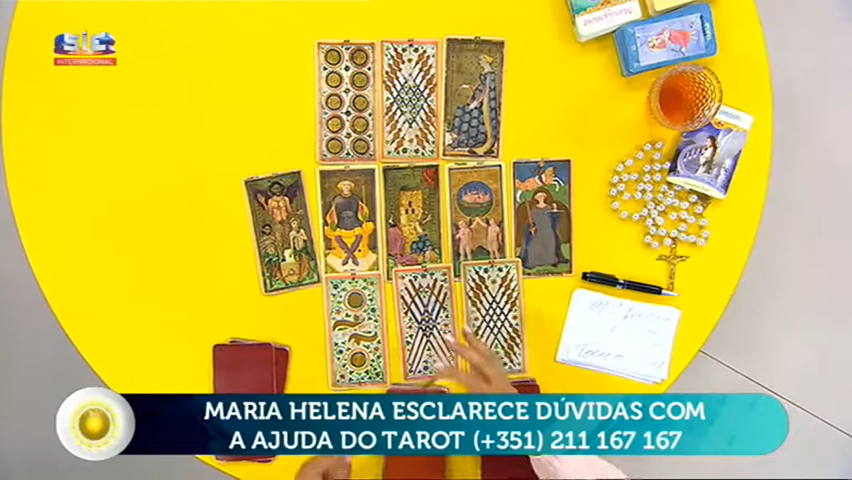 sic
INTERNACIONAL
MARIA HELENA ESCLARECE DÚVIDAS COM
A AJUDA DO TAROT (+351) 211 167 167